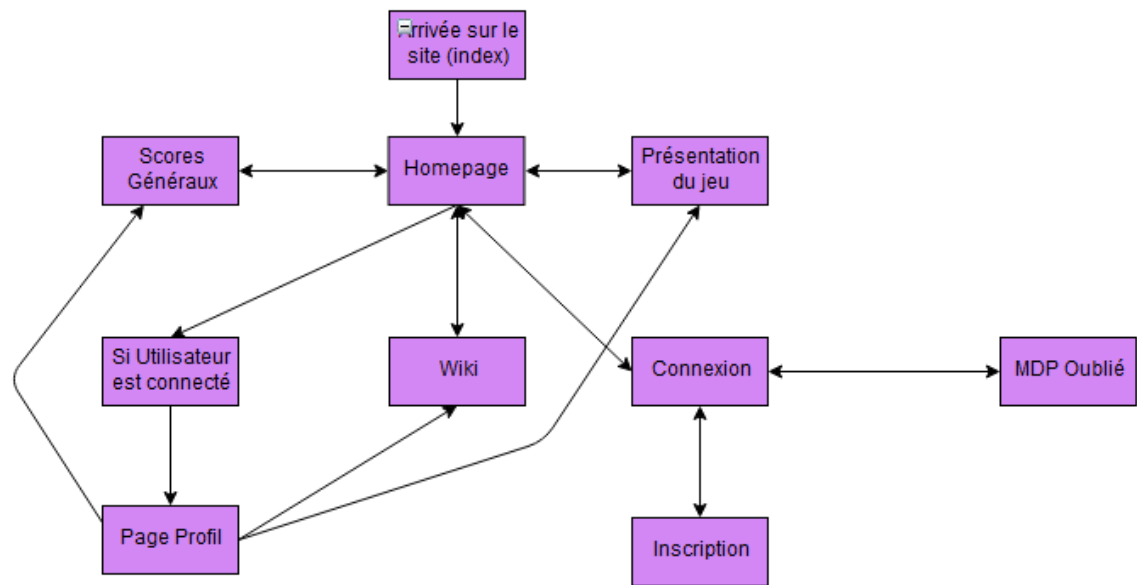 Arrivée sur le
site (index)
Scores
Généraux
Homepage
Présentation
du jeu
Si Utilisateur
est connecté
Wiki
Connexion
MDP Oublié
Page Profil
Inscription